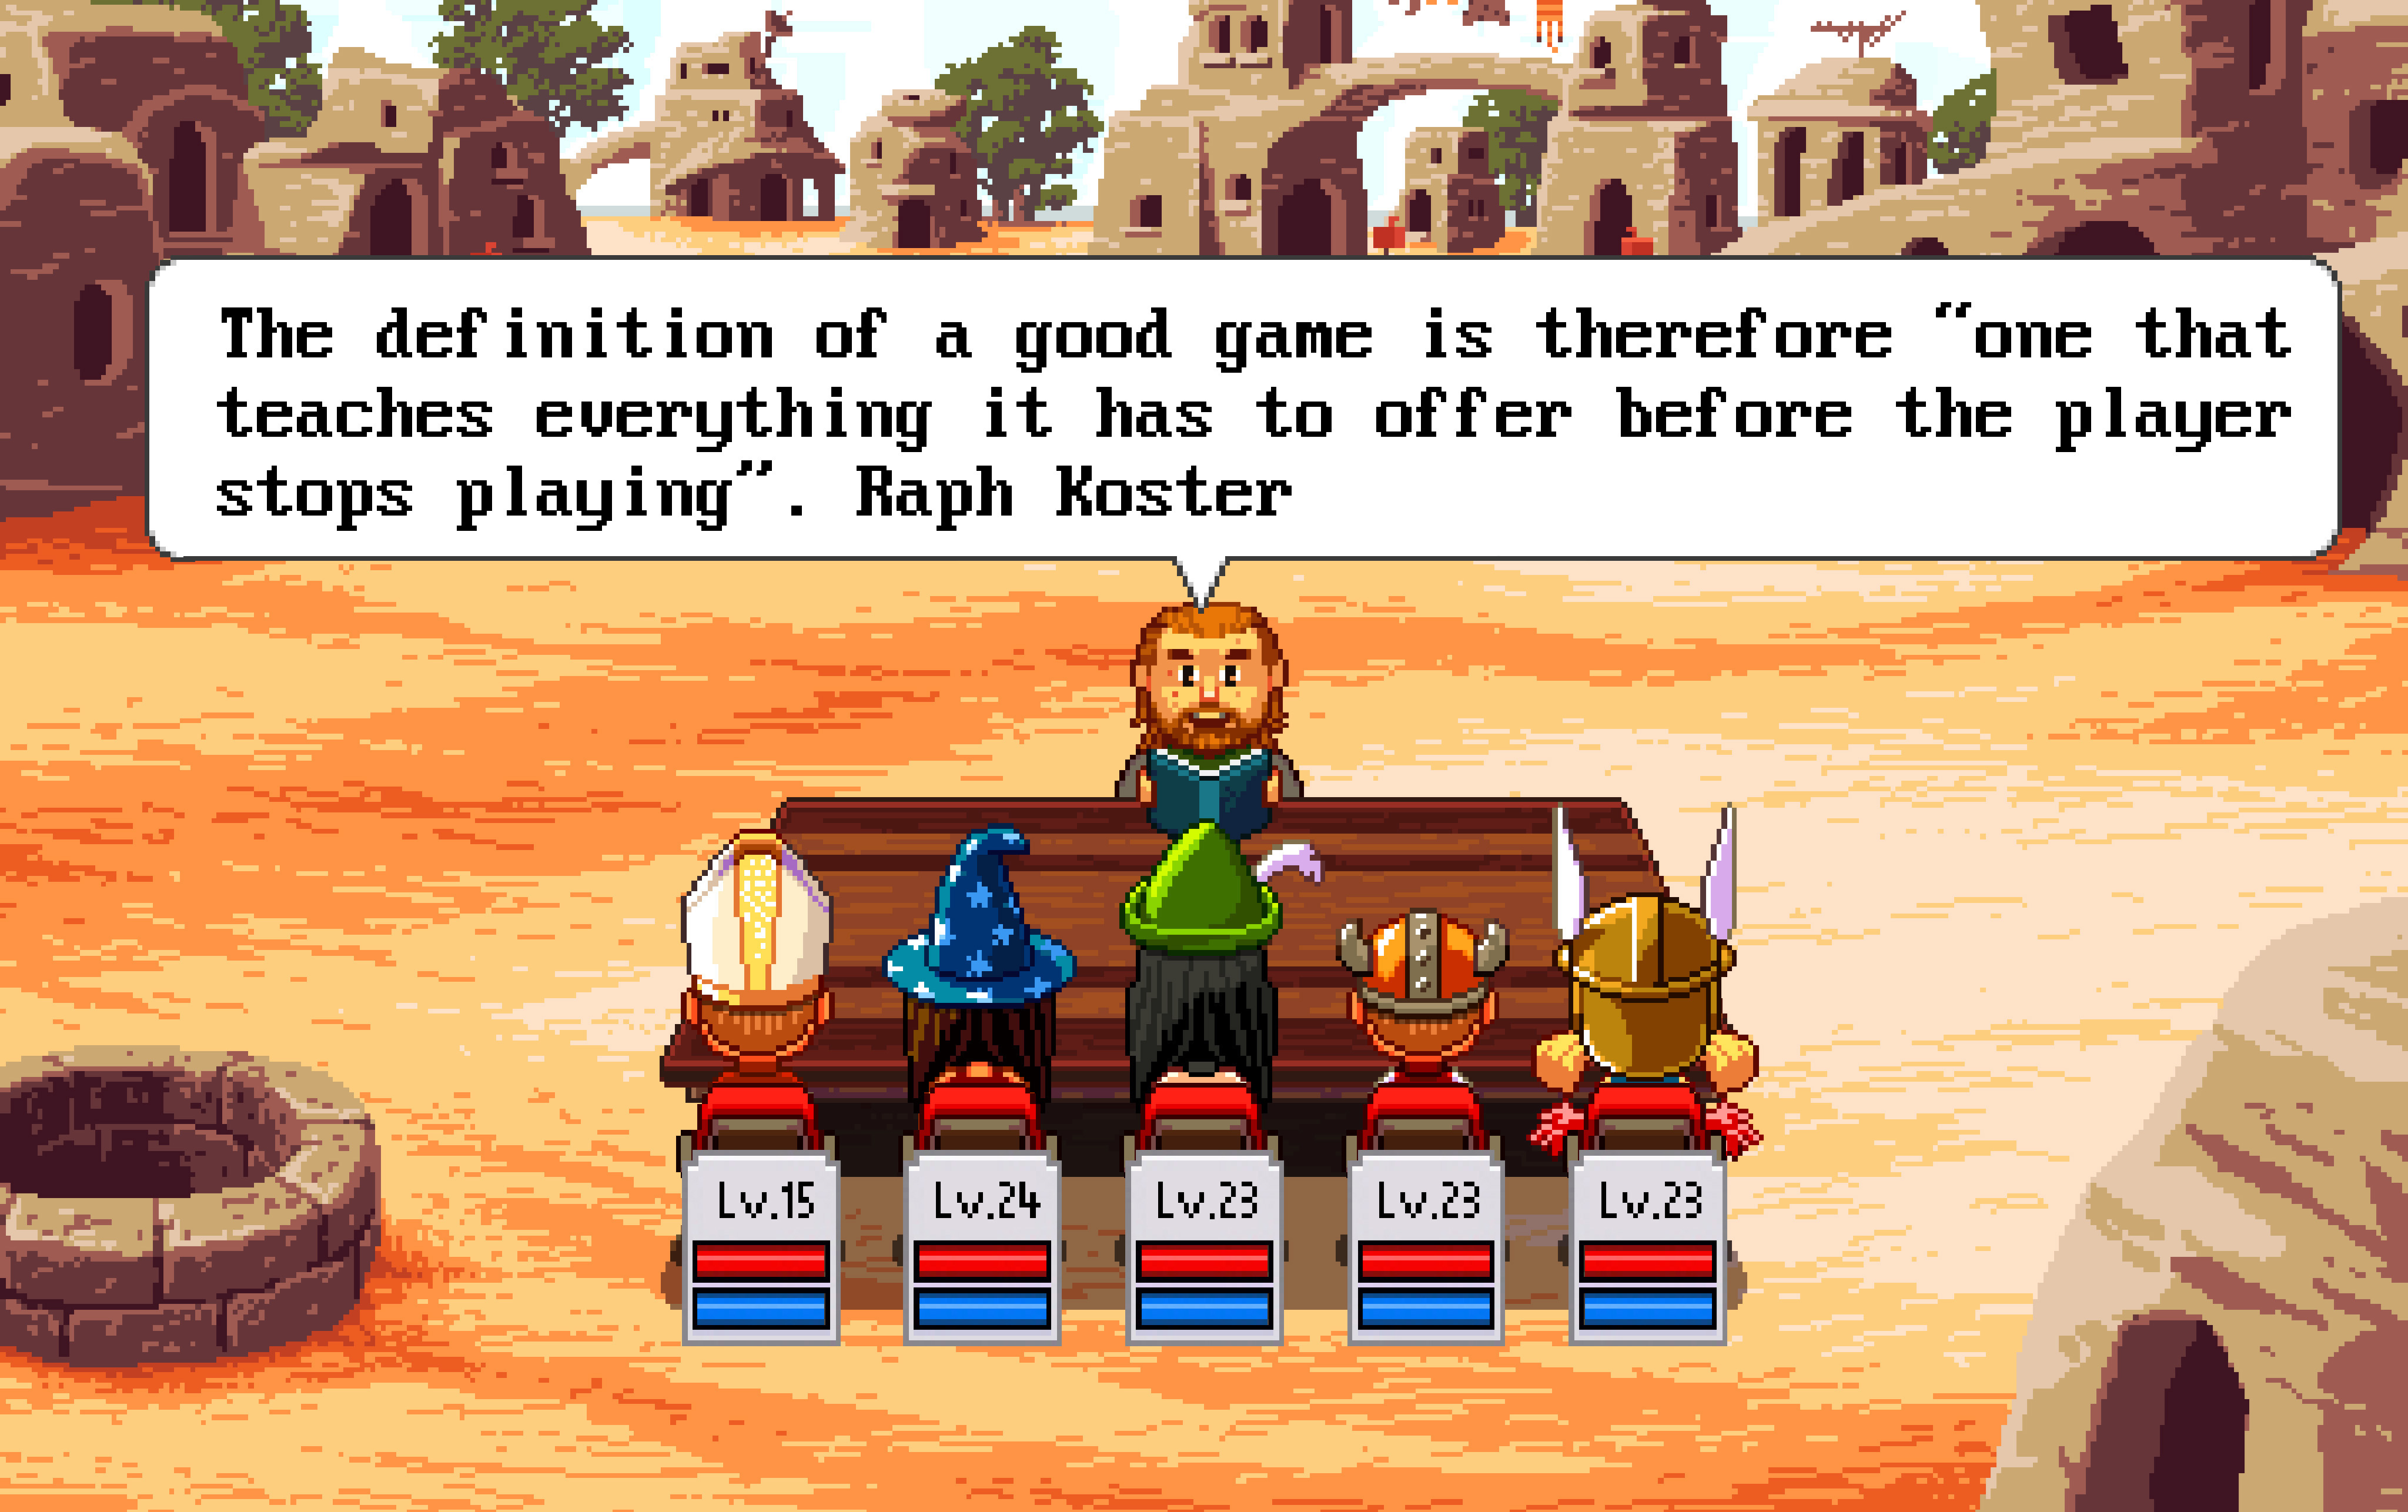 The definition of a good game is therefore “one that
teaches everything it has to offer before the player
stops playing”. Raph Koster
Lv.15
Lv.24
Lv.23
Lv.23
Lv.23